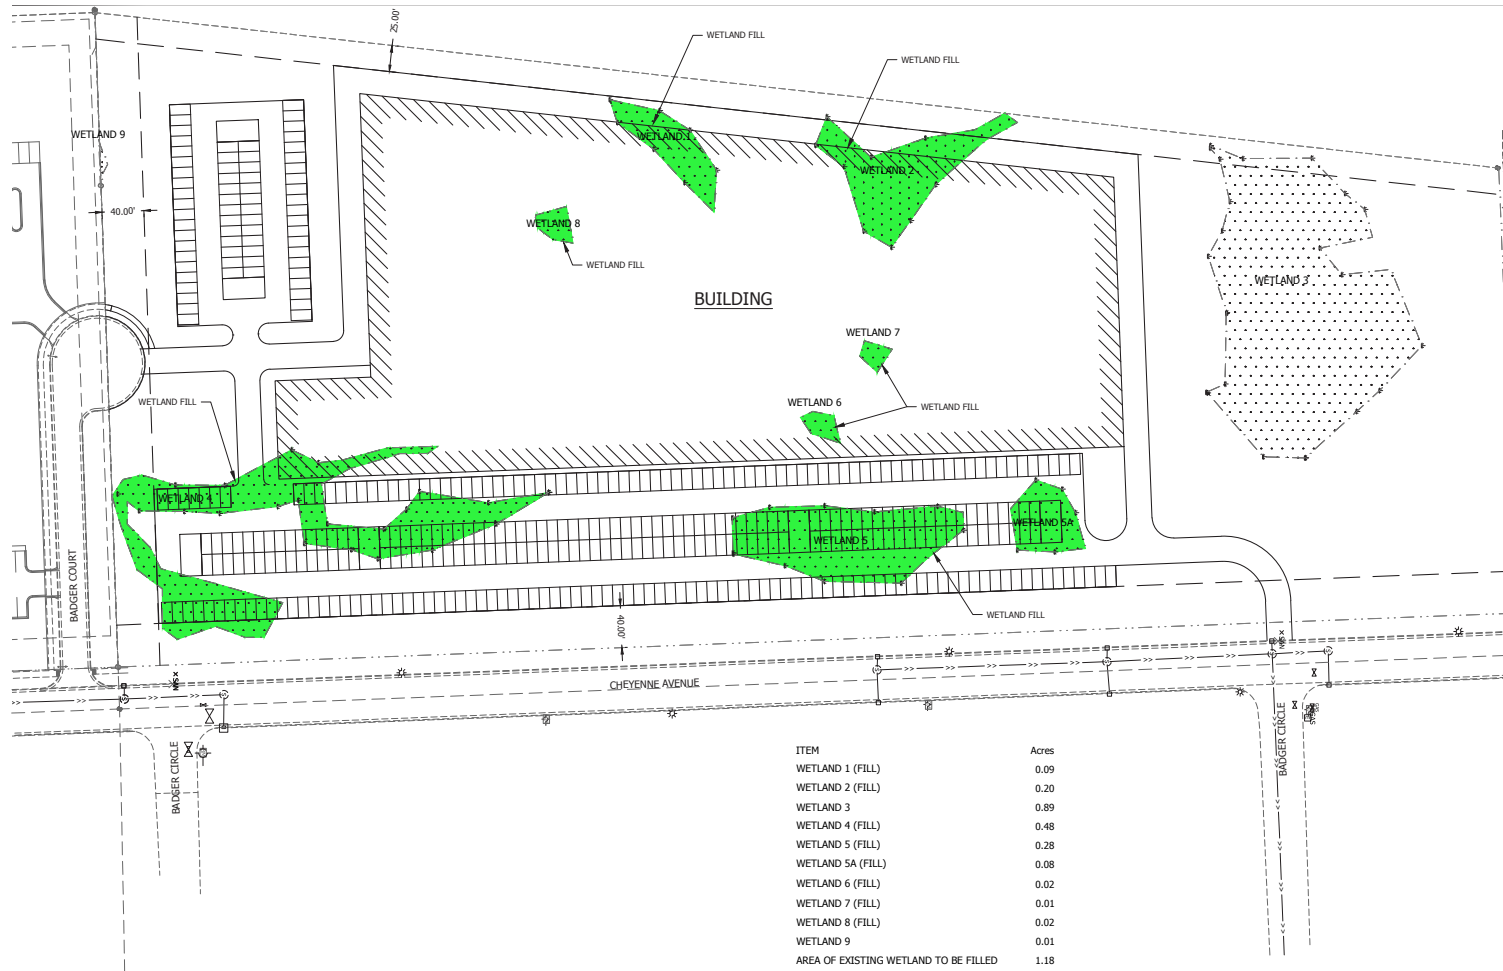 25.00'
WETLAND FILL
WETLAND FILL
WETLAND 9
WETLAND 1
WETLAND 2
40.00'
WETLAND 8
WETLAND FILL
WETLAND 3
BUILDING
WETLAND 7
WETLAND FILL
WETLAND 6
WETLAND FILL
WETLAND 4
WETLAND 5A
WETLAND 5
BADGER COURT
WETLAND FILL
40.00'
CHEYENNE AVENUE
BADGER CIRCLE
BADGER CIRCLE
ITEM Acres
WETLAND 1 (FILL) 0.09
WETLAND 2 (FILL) 0.20
WETLAND 3 0.89
WETLAND 4 (FILL) 0.48
WETLAND 5 (FILL) 0.28
WETLAND 5A (FILL) 0.08
WETLAND 6 (FILL) 0.02
WETLAND 7 (FILL) 0.01
WETLAND 8 (FILL) 0.02
WETLAND 9 0.01
AREA OF EXISTING WETLAND TO BE FILLED 1.18